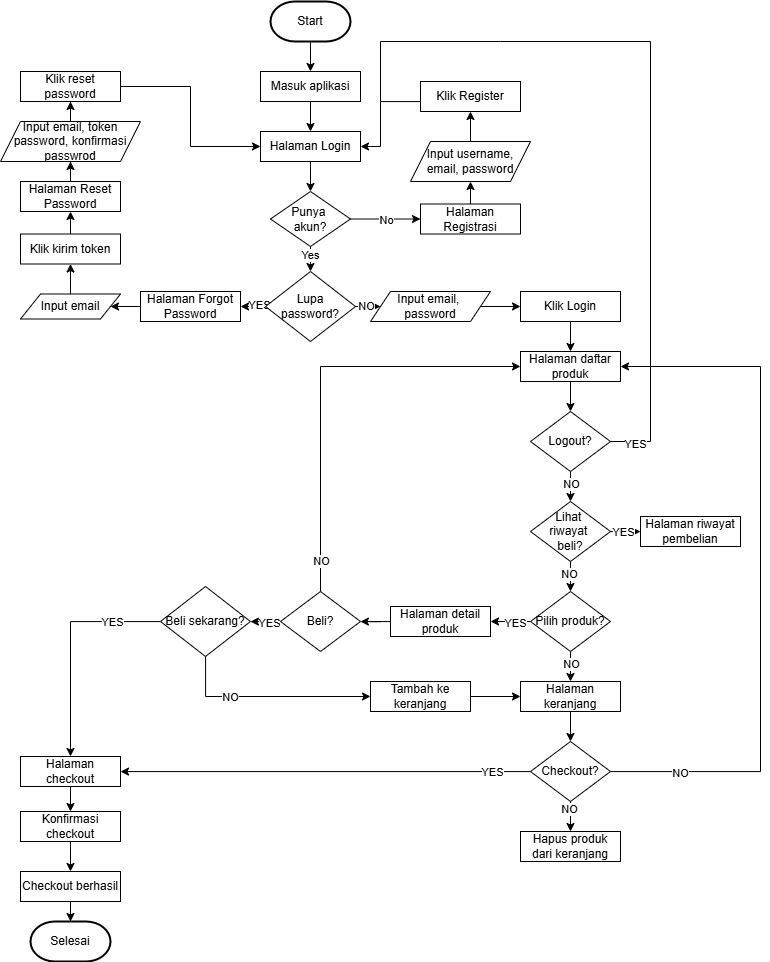 Start
Masuk aplikasi
Halaman Login
Klik reset
password
Input email, token
password, konfirmasi
passwrod
Halaman Reset
Password
Klik kirim token
Input email
Halaman Forgot
Password
YES
Klik Register
Input username,
email, password
Halaman
Registrasi
No
Punya
akun?
Yes
Lupa
password?
NO
Input email,
password
Klik Login
Halaman daftar
produk
Logout?
YES
NO
Lihat
riwayat
beli?
YES
Halaman riwayat
pembelian
NO
Pilih produk?
YES
Halaman detail
produk
Beli?
NO
YES
Beli sekarang?
YES
NO
Tambah ke
keranjang
NO
Halaman
keranjang
Checkout?
YES
NO
NO
Hapus produk
dari keranjang
Halaman
checkout
Konfirmasi
checkout
Checkout berhasil
Selesai